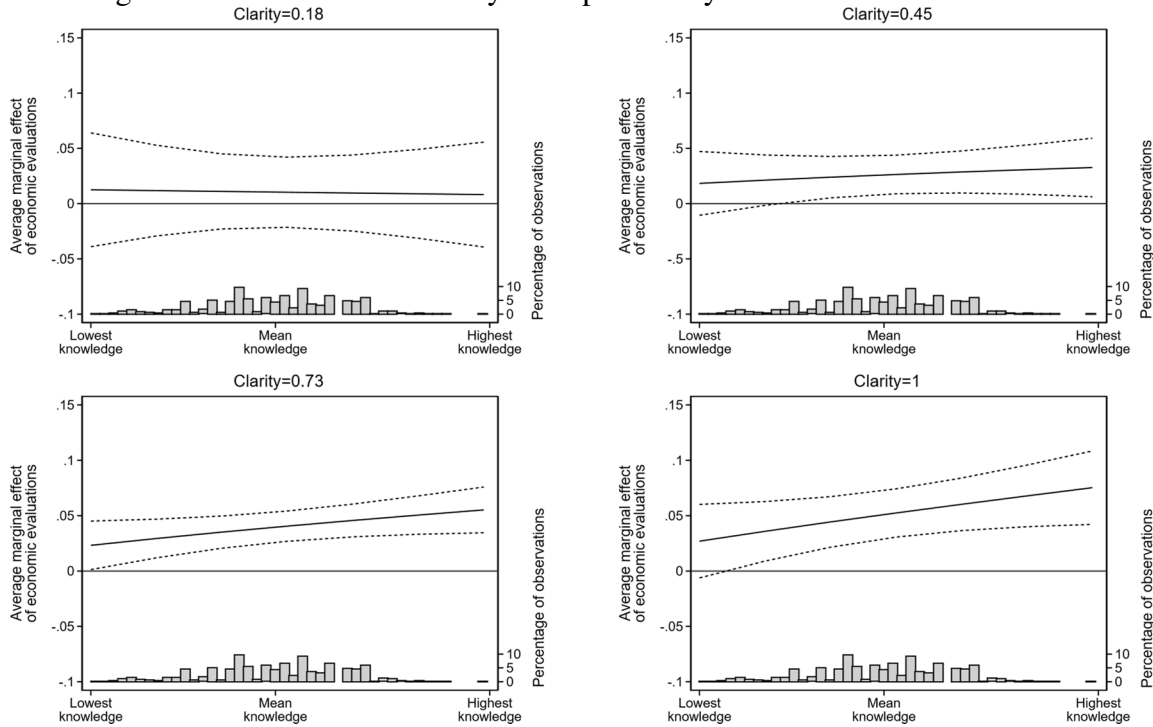 Clarity=0.18
.15
.1
.05
0
-.05
-.1
Average marginal effect
of economic evaluations
10
5
0
Percentage of observations
Lowest
knowledge
Mean
knowledge
Highest
knowledge
Clarity=0.45
.15
.1
.5
0
-.5
-.1
Average marginal effect
of economic evaluations
10
5
0
Percentage of observations
Lowest
knowledge
Mean
knowledge
Highest
knowledge
Clarity=0.73
.15
.1
.05
0
-.05
-.1
Average marginal effect
of economic evaluations
10
5
0
Percentage of observations
Lowest
knowledge
Mean
knowledge
Highest
knowledge
Clarity=1
.15
.1
.05
0
-.05
-.1
Average marginal effect
of economic evaluations
10
5
0
Percentage of observations
Lowest
knowledge
Mean
knowledge
Highest
knowledge